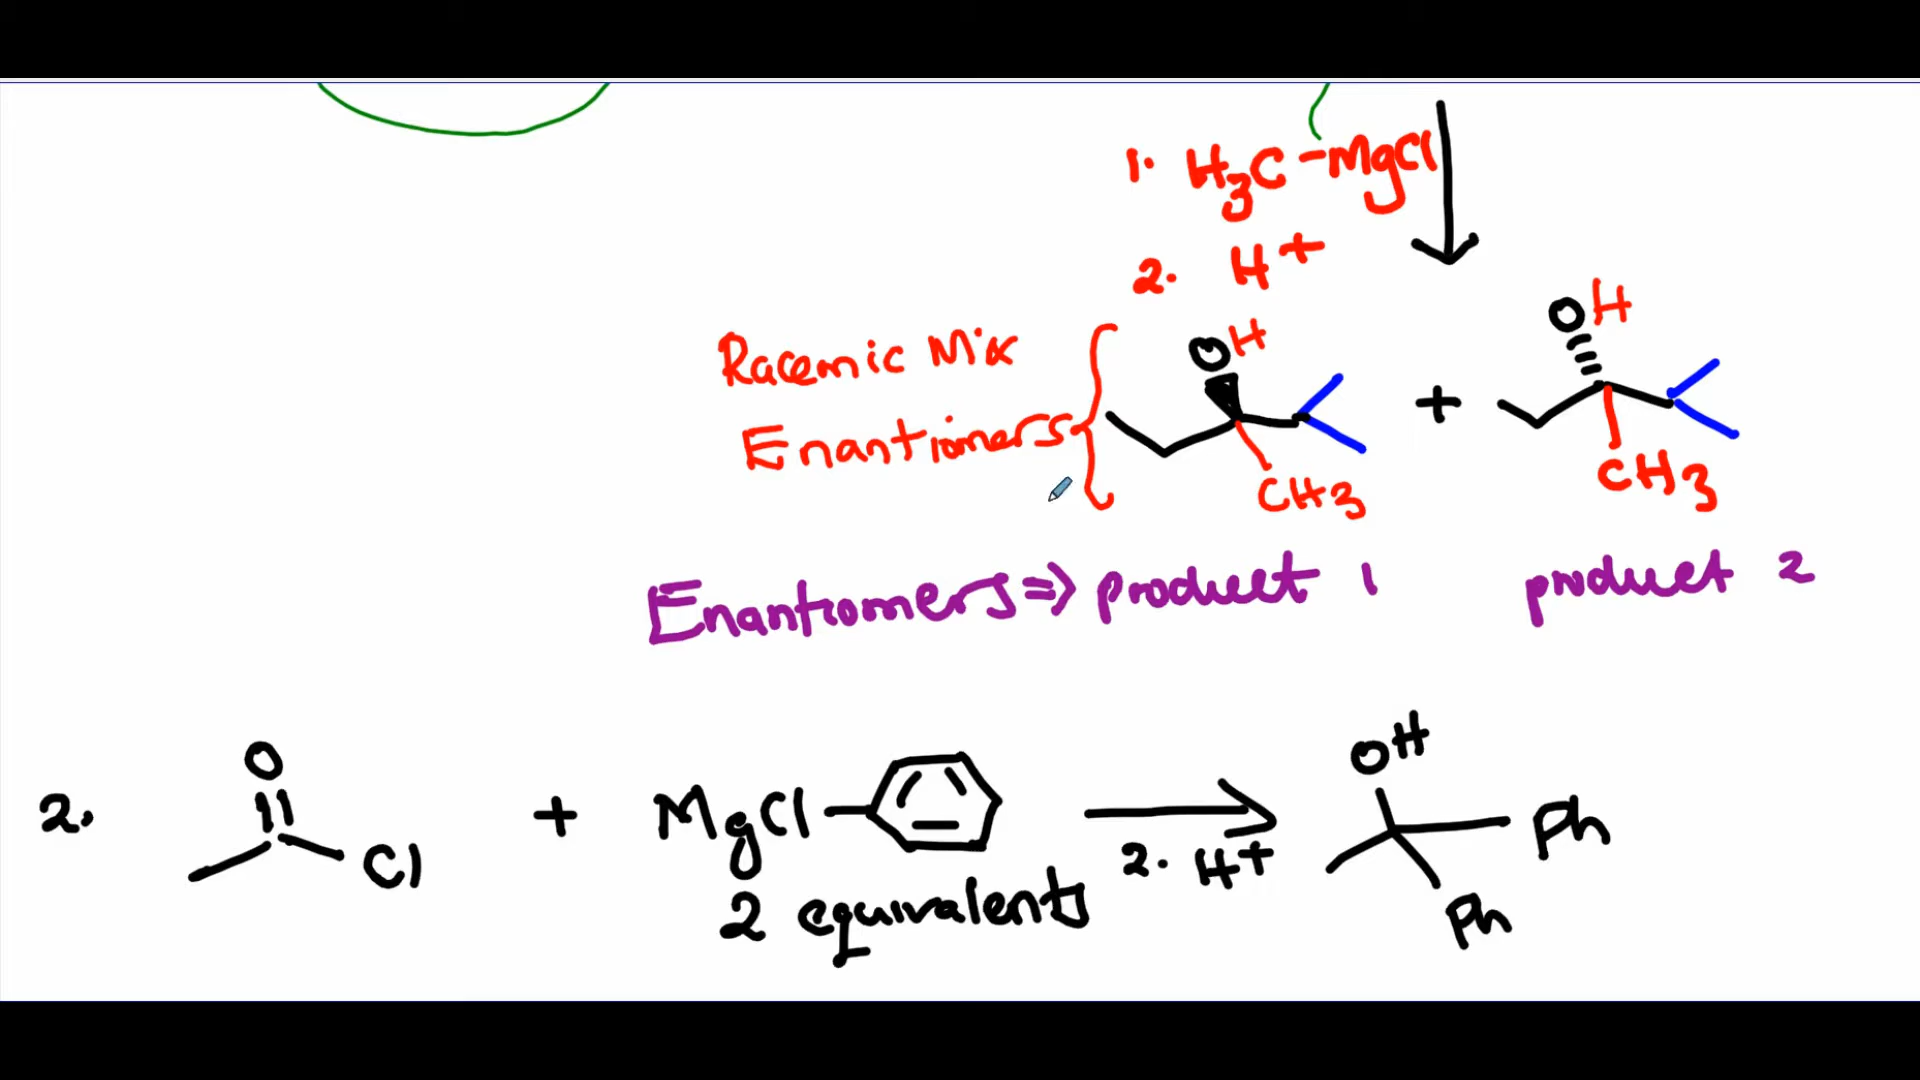 1. H3C-MgCl
2. H+
OH
OH
Racemic Mix
Enantiomers
+
CH3
CH3
Enantiomers => product 1
product 2
2.
O
Cl
+
MgCl
2 equivalents
2. H+
OH
Ph
Ph